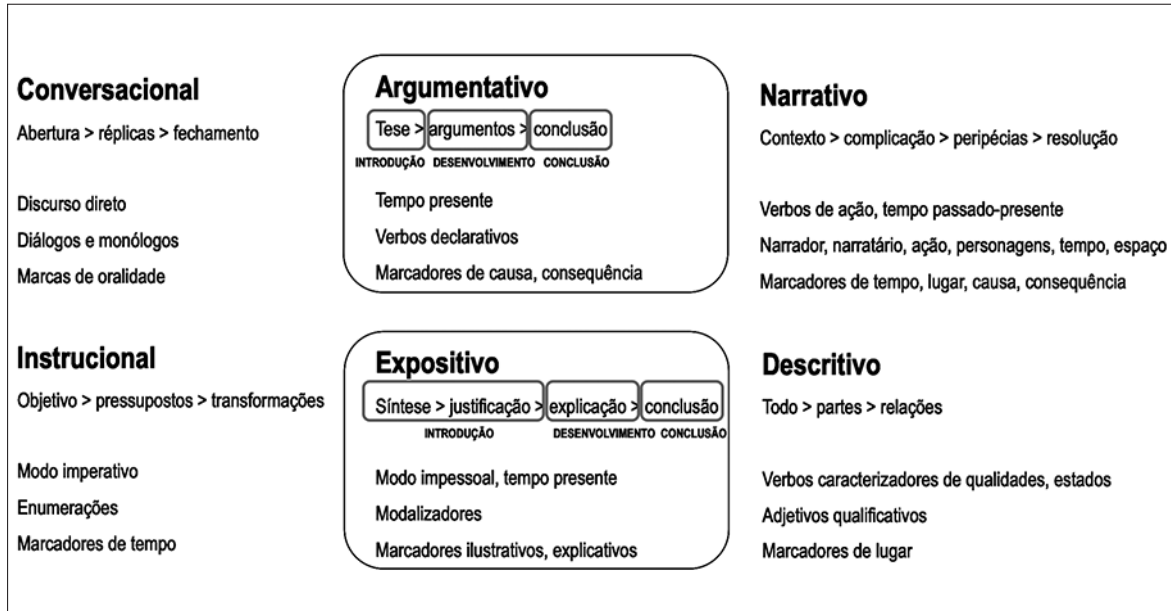 Conversacional
Abertura > réplicas > fechamento
Discurso direto
Diálogos e monólogos
Marcas de oralidade
Argumentativo
Tese > argumentos > conclusão
INTRODUÇÃO DESENVOLVIMENTO CONCLUSÃO
Tempo presente
Verbos declarativos
Marcadores de causa, consequência
Narrativo
Contexto > complicação > peripécias > resolução
Verbos de ação, tempo passado-presente
Narrador, narratário, ação, personagens, tempo, espaço
Marcadores de tempo, lugar, causa, consequência
Instrucional
Objetivo > pressupostos > transformações
Modo imperativo
Enumerações
Marcadores de tempo
Expositivo
Síntese > justificação > explicação > conclusão
INTRODUÇÃO DESENVOLVIMENTO CONCLUSÃO
Modo impessoal, tempo presente
Modalizadores
Marcadores ilustrativos, explicativos
Descritivo
Todo > partes > relações
Verbos caracterizadores de qualidades, estados
Adjetivos qualificativos
Marcadores de lugar